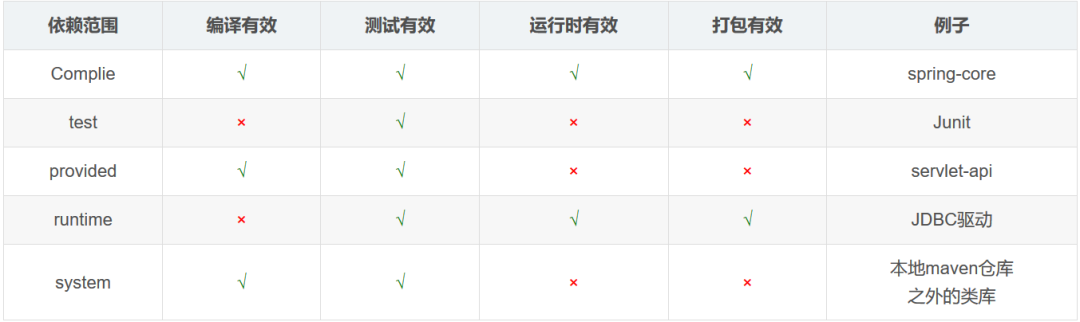 依赖范围 编译有效 测试有效 运行时有效 打包有效 例子
Complie √ √ √ √ spring-core
test × √ × × Junit
provided √ √ × × servlet-api
runtime × √ √ √ JDBC驱动
system √ √ × × 本地maven仓库
之外的类库